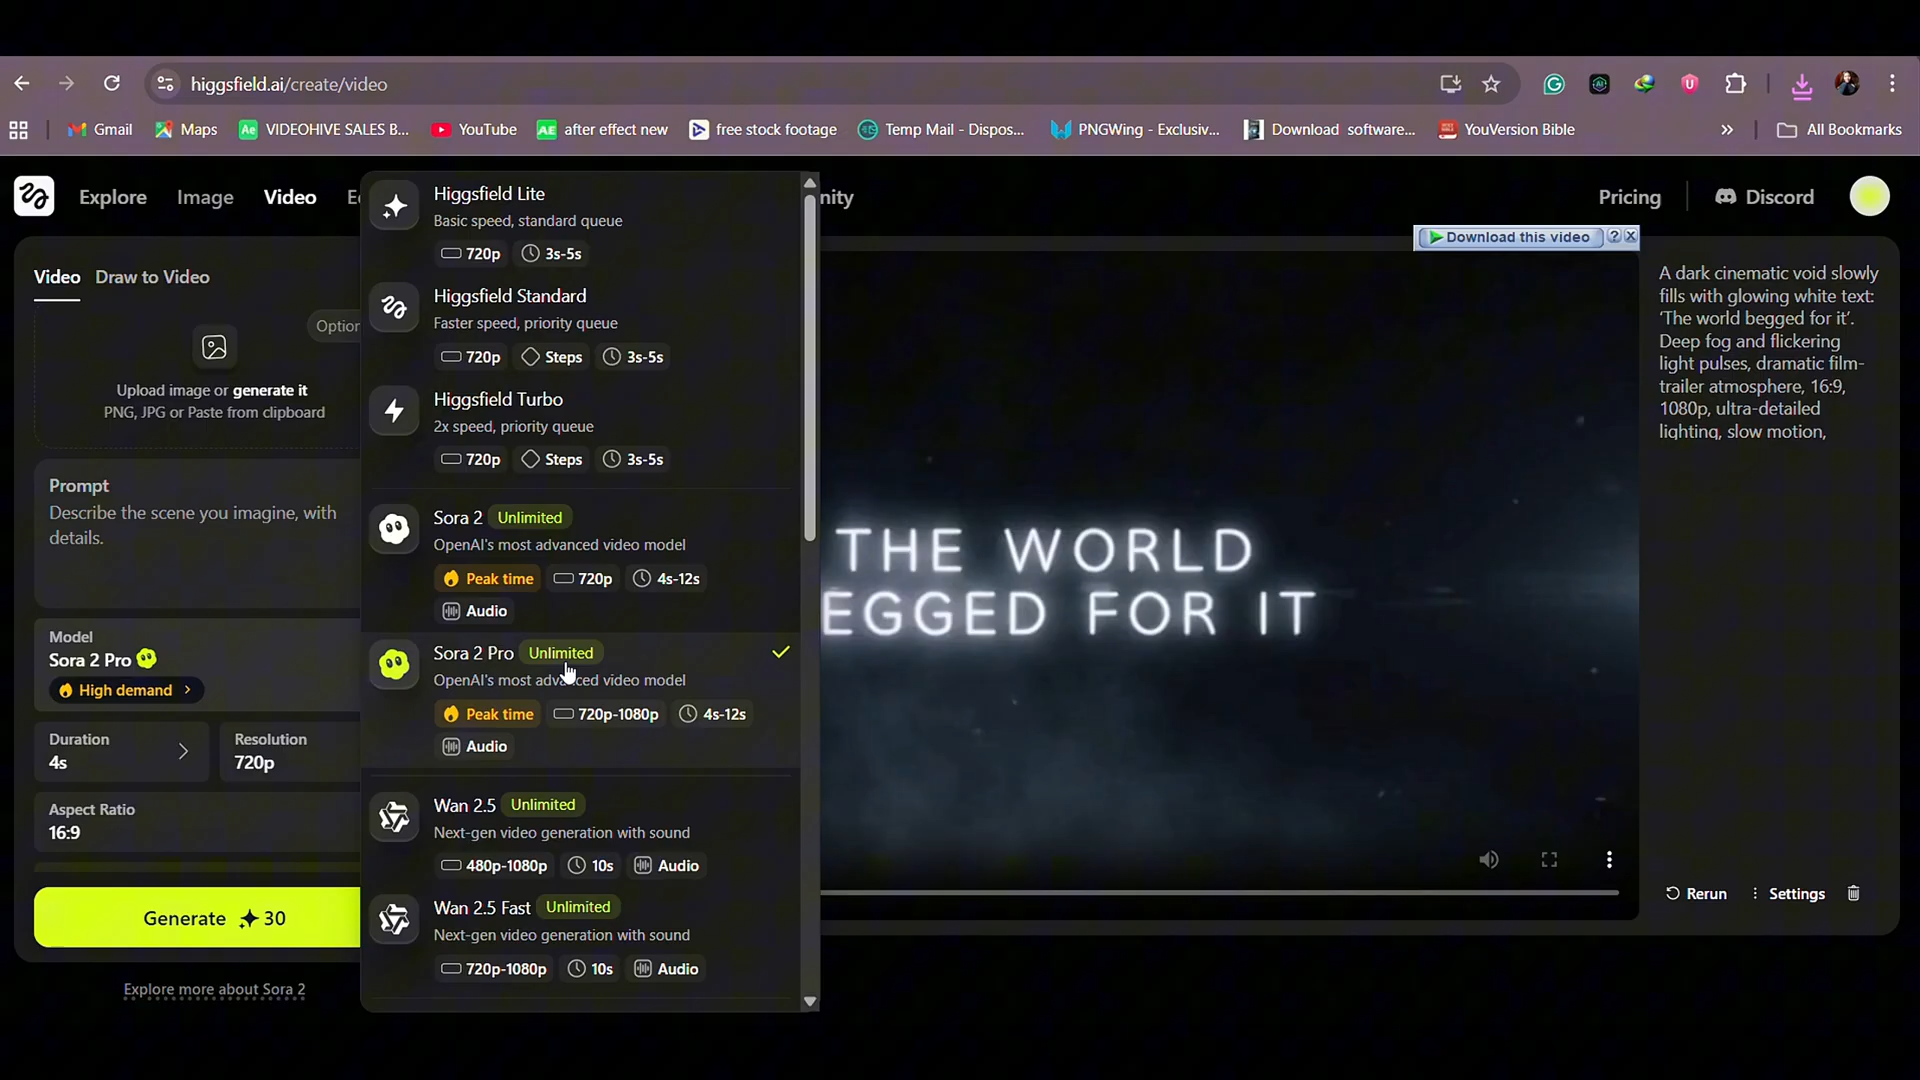 higgsfield.ai/create/video
Gmail
Maps
VIDEOHIVE SALES B...
YouTube
after effect new
free stock footage
Temp Mail - Dispos...
PNGWing - Exclusiv...
Download software...
YouVersion Bible
»
All Bookmarks
Explore
Image
Video
E
nity
Pricing
Discord
Video
Draw to Video
Option
Upload image or generate it
PNG, JPG or Paste from clipboard
Prompt
Describe the scene you imagine, with
details.
Model
Sora 2 Pro
High demand
Duration
4s
Resolution
720p
Aspect Ratio
16:9
Generate 30
Explore more about Sora 2
Higgsfield Lite
Basic speed, standard queue
720p 3s-5s
Higgsfield Standard
Faster speed, priority queue
720p Steps 3s-5s
Higgsfield Turbo
2x speed, priority queue
720p Steps 3s-5s
Sora 2 Unlimited
OpenAI's most advanced video model
Peak time 720p 4s-12s
Audio
Sora 2 Pro Unlimited
OpenAI's most advanced video model
Peak time 720p-1080p 4s-12s
Audio
Wan 2.5 Unlimited
Next-gen video generation with sound
480p-1080p 10s Audio
Wan 2.5 Fast Unlimited
Next-gen video generation with sound
720p-1080p 10s Audio
Download this video ?
THE WORLD
EGGED FOR IT
A dark cinematic void slowly
fills with glowing white text:
‘The world begged for it’.
Deep fog and flickering
light pulses, dramatic film-
trailer atmosphere, 16:9,
1080p, ultra-detailed
lighting, slow motion,
Rerun
Settings